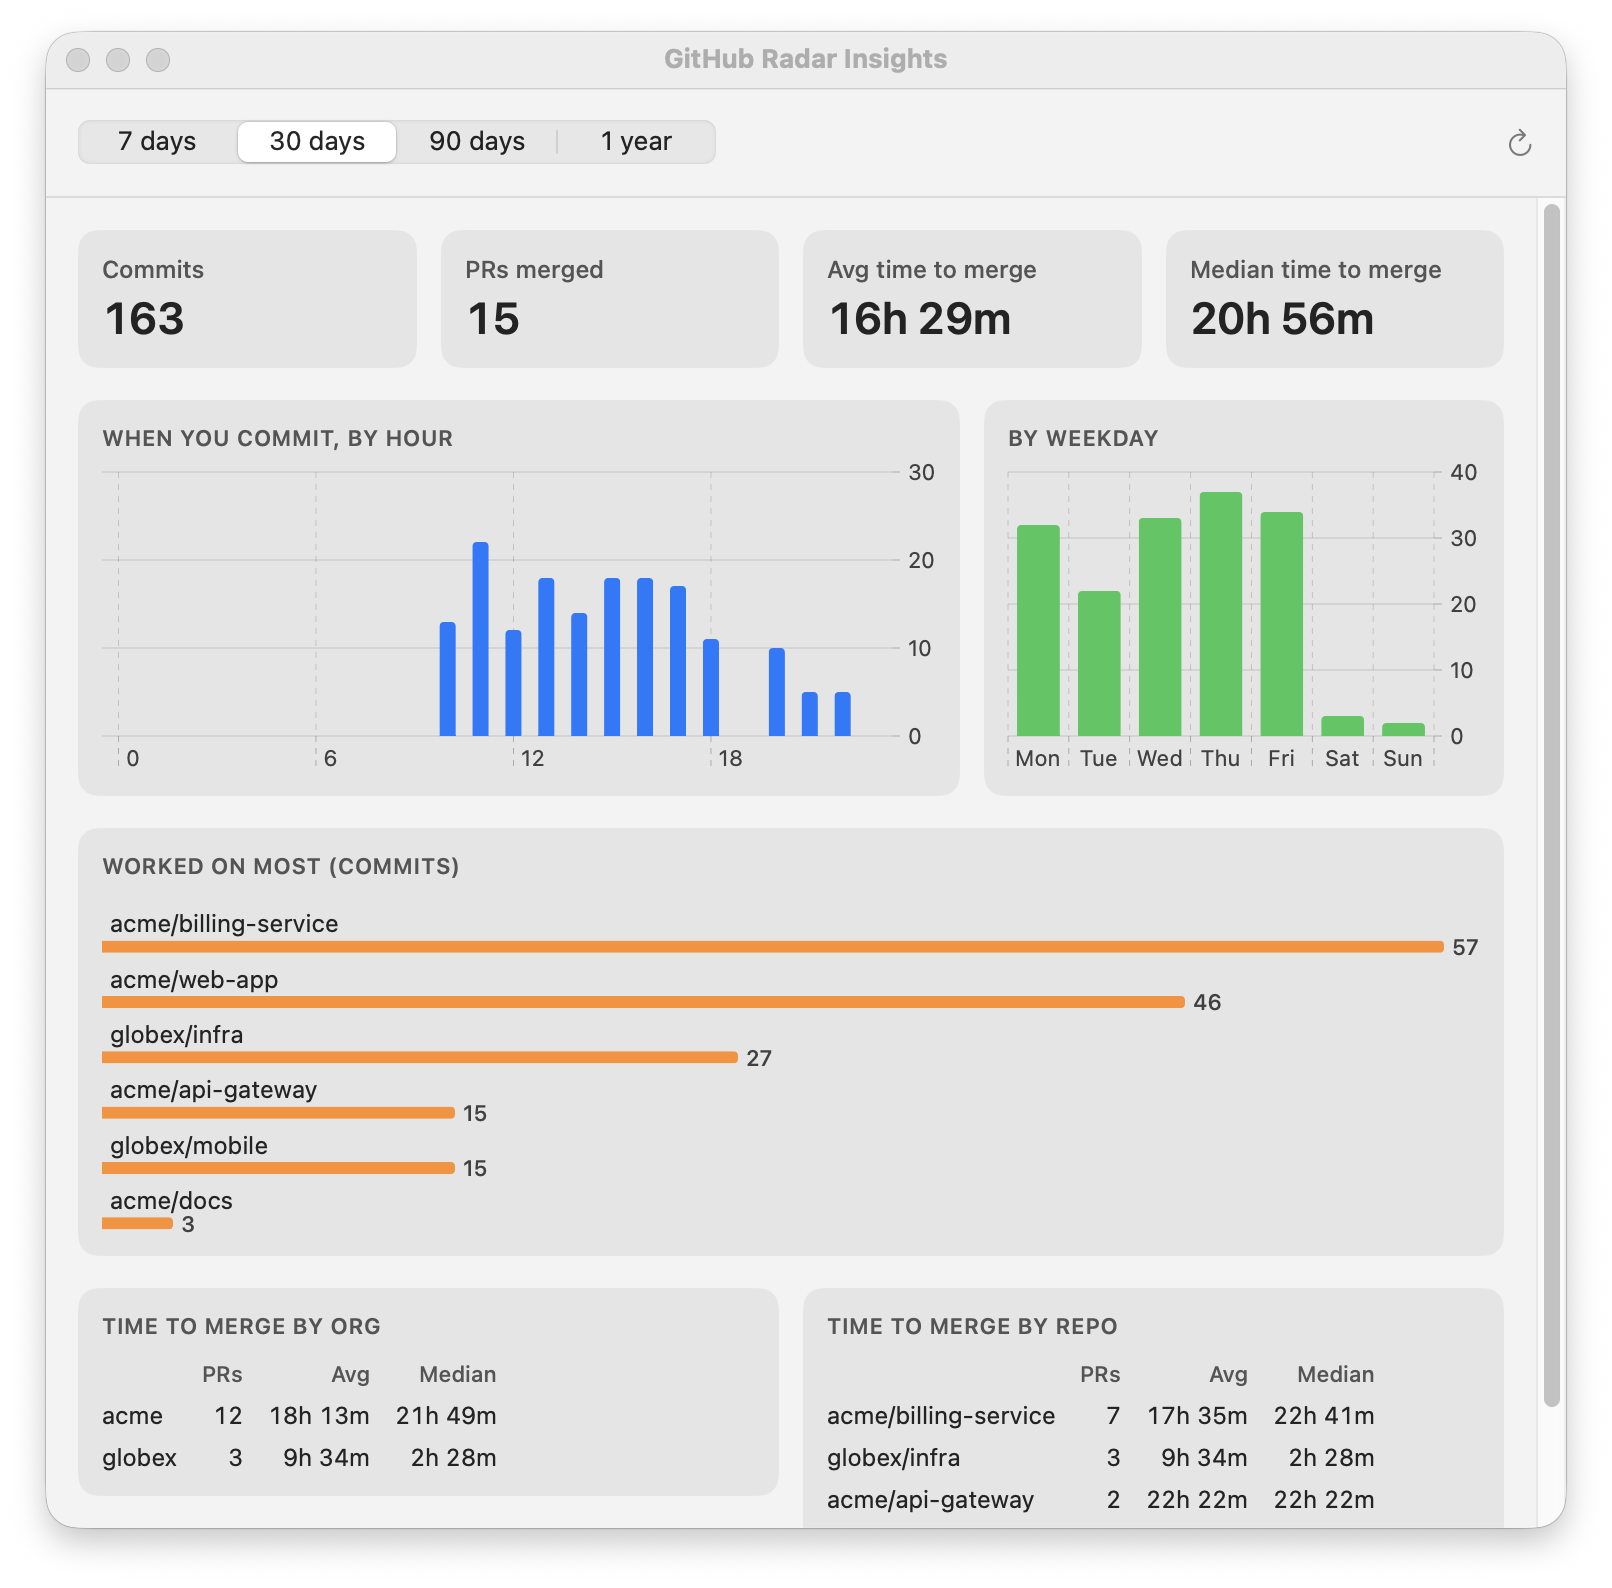 GitHub Radar Insights
7 days 30 days 90 days 1 year
Commits
163
PRs merged
15
Avg time to merge
16h 29m
Median time to merge
20h 56m
WHEN YOU COMMIT, BY HOUR
30
20
10
0
0 6 12 18
BY WEEKDAY
40
30
20
10
0
Mon Tue Wed Thu Fri Sat Sun
WORKED ON MOST (COMMITS)
acme/billing-service
57
acme/web-app
46
globex/infra
27
acme/api-gateway
15
globex/mobile
15
acme/docs
3
TIME TO MERGE BY ORG
PRs Avg Median
acme 12 18h 13m 21h 49m
globex 3 9h 34m 2h 28m
TIME TO MERGE BY REPO
PRs Avg Median
acme/billing-service 7 17h 35m 22h 41m
globex/infra 3 9h 34m 2h 28m
acme/api-gateway 2 22h 22m 22h 22m